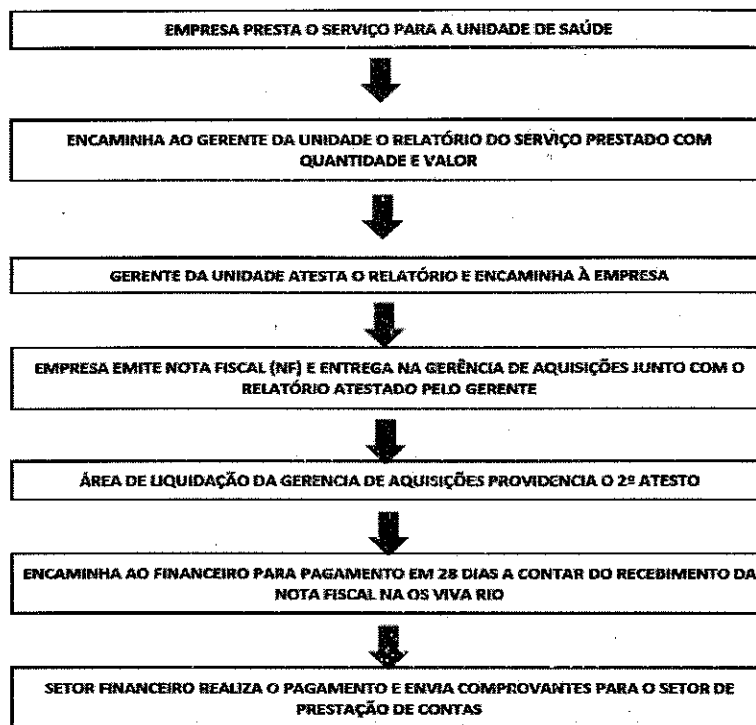 EMPRESA PRESTA O SERVIÇO PARA A UNIDADE DE SAÚDE
ENCAMINHA AO GERENTE DA UNIDADE O RELATÓRIO DO SERVIÇO PRESTADO COM
QUANTIDADE E VALOR
GERENTE DA UNIDADE ATESTA O RELATÓRIO E ENCAMINHA À EMPRESA
EMPRESA EMITE NOTA FISCAL (NF) E ENTREGA NA GERÊNCIA DE AQUISIÇÕES JUNTO COM O
RELATÓRIO ATESTADO PELO GERENTE
ÁREA DE LIQUIDAÇÃO DA GERENCIA DE AQUISIÇÕES PROVIDENCIA O 2º ATESTO
ENCAMINHA AO FINANCEIRO PARA PAGAMENTO EM 28 DIAS A CONTAR DO RECEBIMENTO DA
NOTA FISCAL NA OS VIVA RIO
SETOR FINANCEIRO REALIZA O PAGAMENTO E ENVIA COMPROVANTES PARA O SETOR DE
PRESTAÇÃO DE CONTAS